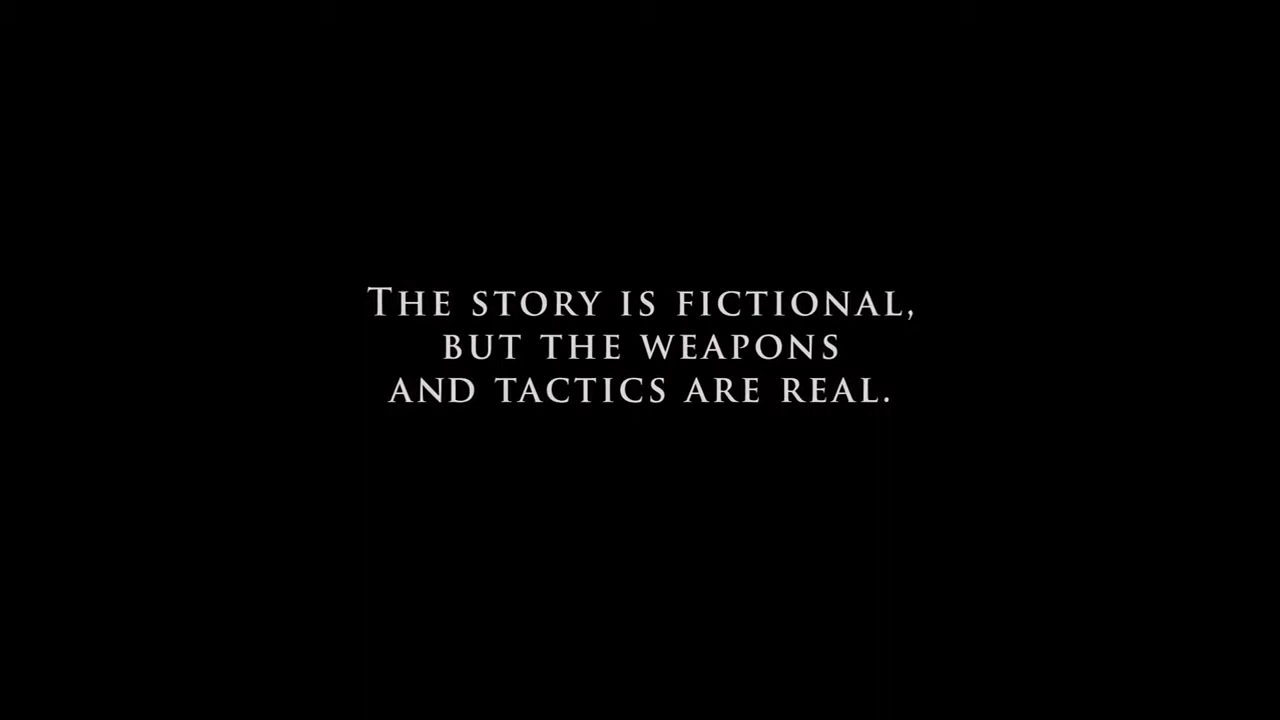 THE STORY IS FICTIONAL,
BUT THE WEAPONS
AND TACTICS ARE REAL.